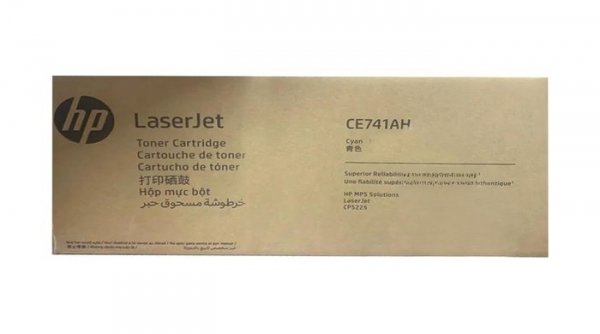 hp
LaserJet
Toner Cartridge
Cartouche de toner
Cartucho de tóner
打印硒鼓
Hộp mực bột
خرطوشة مسحوق حبر
CE741AH
Cyan
青色
Superior Reliability
Une fiabilité
HP MPS Solutions
LaserJet
CP5225